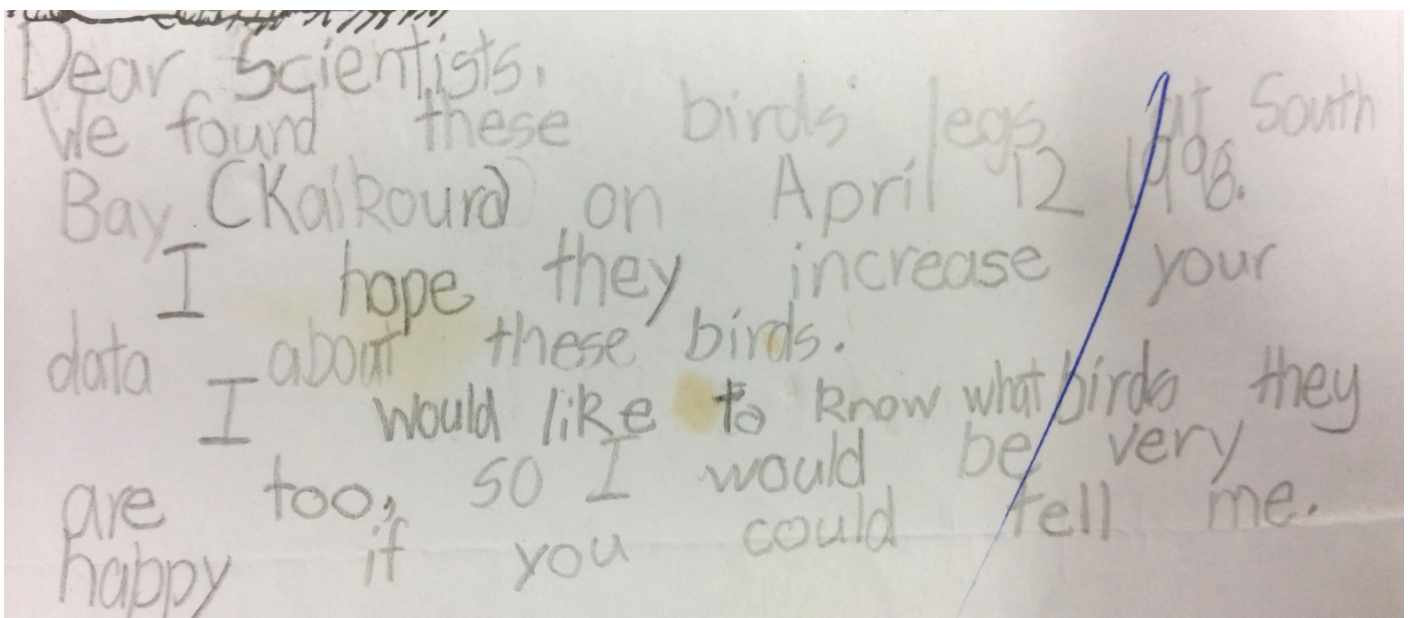 Dear Scientists,
We found these birds' legs at South
Bay (Kaikoura) on April 12 1998.
I hope they increase your
data about these birds.
I would like to know what birds they
are too, so I would be very
happy if you could tell me.